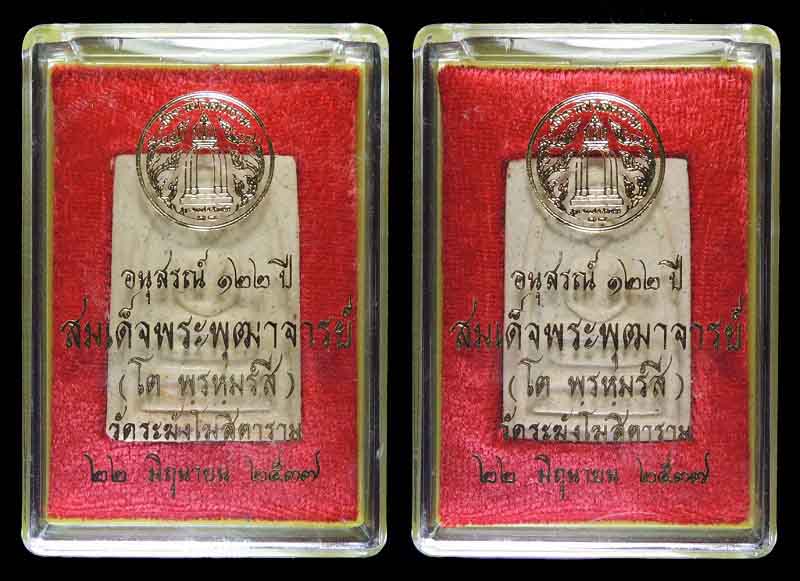 อนุสรณ์ ๑๒๒ ปี
สมเด็จพระพุฒาจารย์
(โต พฺรหฺมรํสี)
วัดระฆังโฆสิตาราม
๒๒ มิถุนายน ๒๕๓๗
อนุสรณ์ ๑๒๒ ปี
สมเด็จพระพุฒาจารย์
(โต พฺรหฺมรํสี)
วัดระฆังโฆสิตาราม
๒๒ มิถุนายน ๒๕๓๗